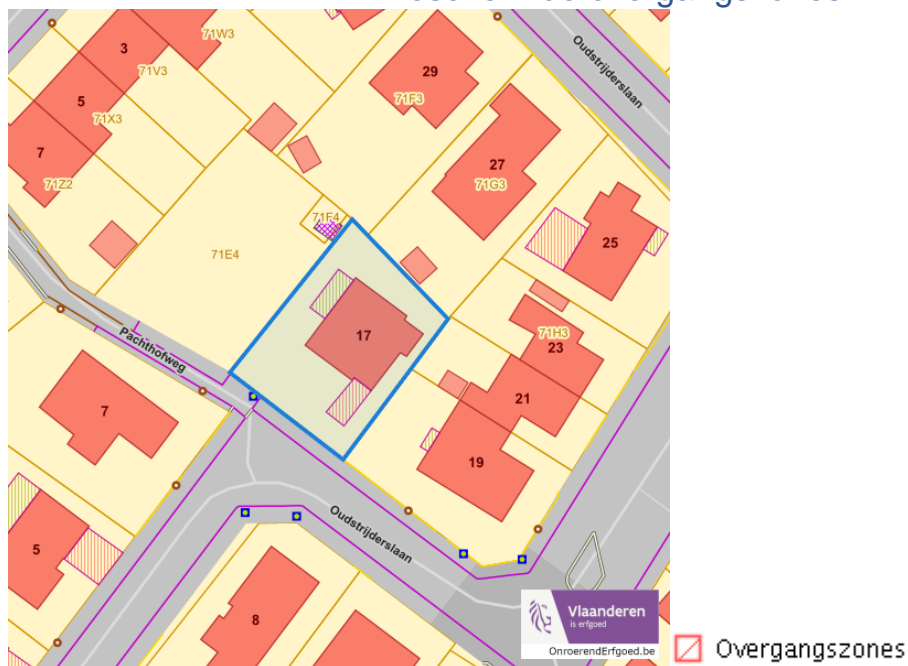 Oudstrijderslaan
71W3
3
71V3
29
71F3
5
71X3
7
27
71G3
71Z2
71F4
25
71E4
17
71H3
23
Pachthofweg
21
7
19
Oudstrijderslaan
5
8
Vlaanderen
is erfgoed
OnroerendErfgoed.be
Overgangszones